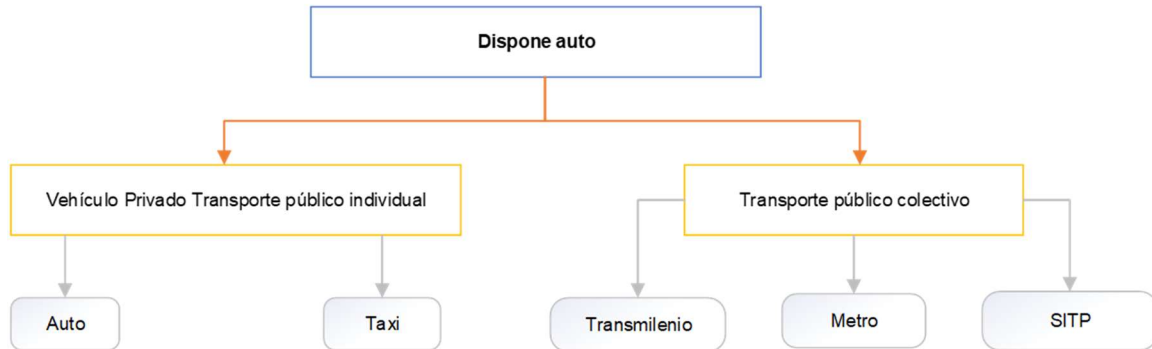 Dispone auto
Vehículo Privado Transporte público individual
Transporte público colectivo
Auto
Taxi
Transmilenio
Metro
SITP